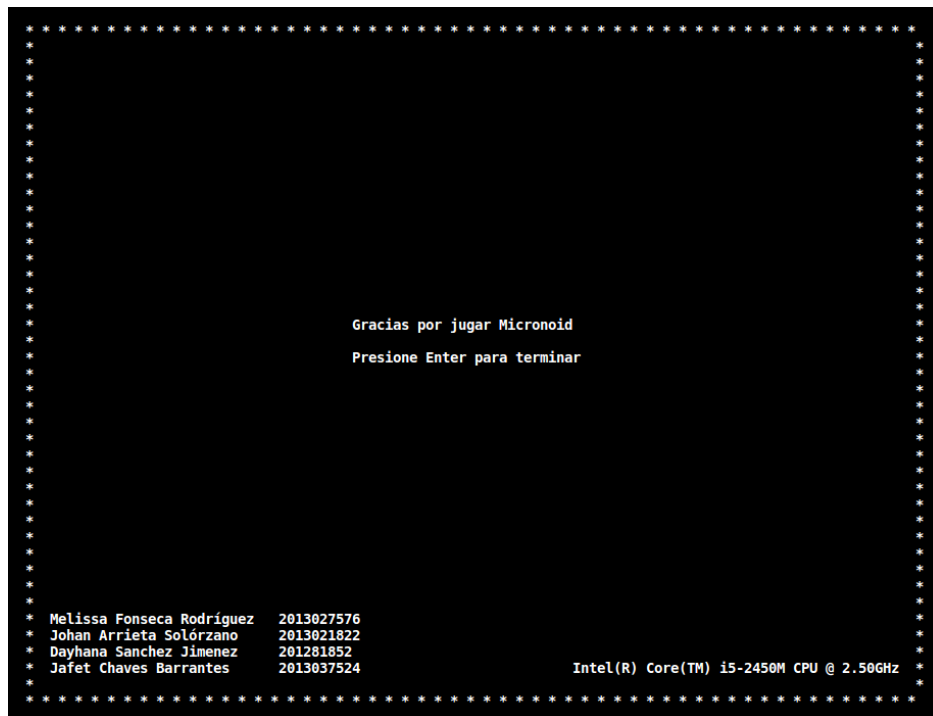 Gracias por jugar Micronoid
Presione Enter para terminar
Melissa Fonseca Rodríguez 2013027576
Johan Arrieta Solórzano 2013021822
Dayhana Sanchez Jimenez 201281852
Jafet Chaves Barrantes 2013037524 Intel(R) Core(TM) i5-2450M CPU @ 2.50GHz